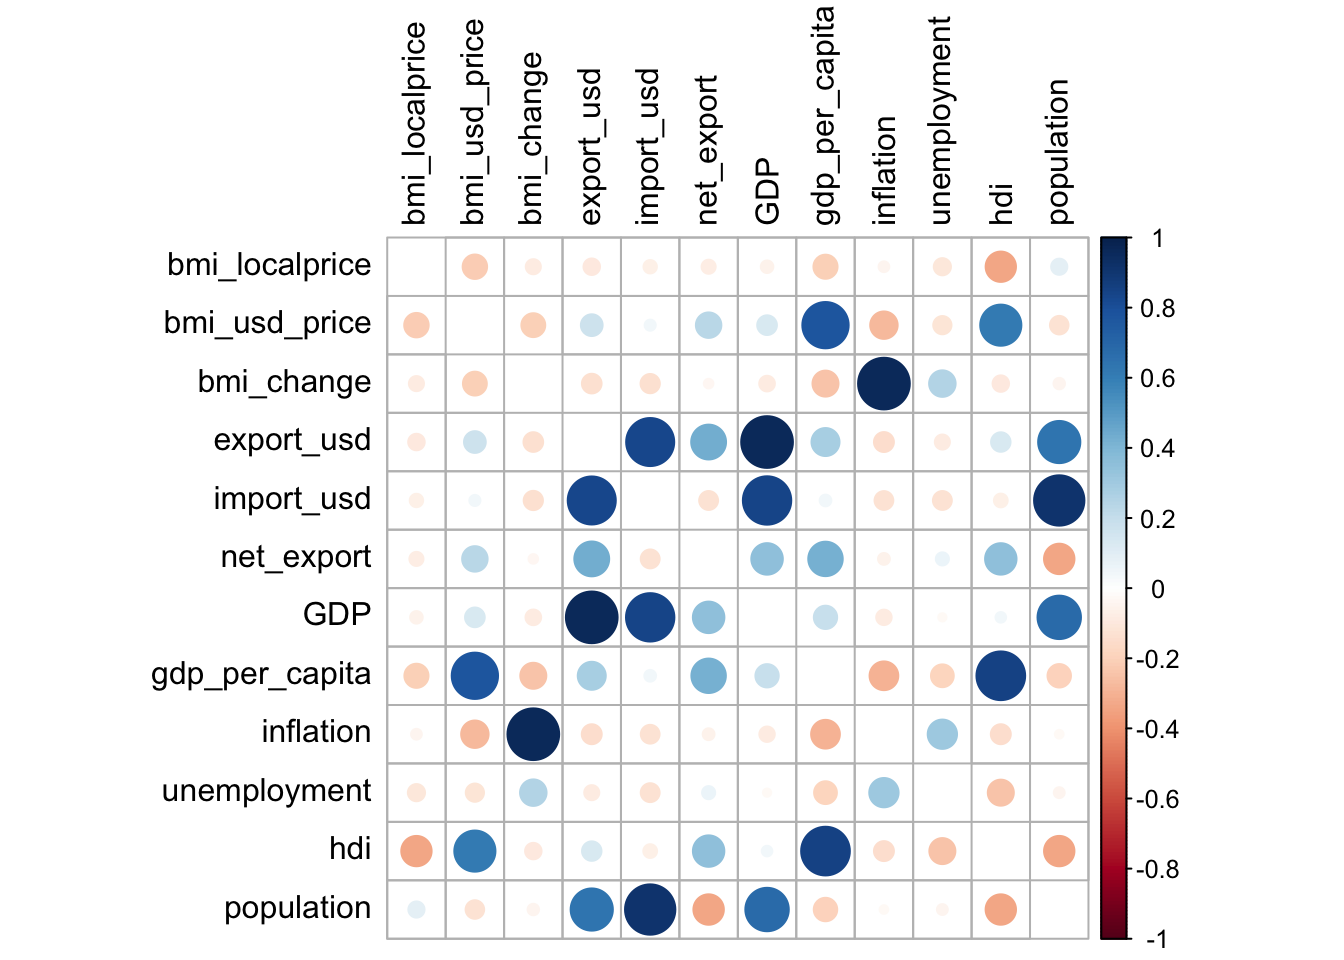 bmi_localprice
bmi_usd_price
bmi_change
export_usd
import_usd
net_export
GDP
gdp_per_capita
inflation
unemployment
hdi
population
bmi_localprice
bmi_usd_price
bmi_change
export_usd
import_usd
net_export
GDP
gdp_per_capita
inflation
unemployment
hdi
population
1
0.8
0.6
0.4
0.2
0
-0.2
-0.4
-0.6
-0.8
-1